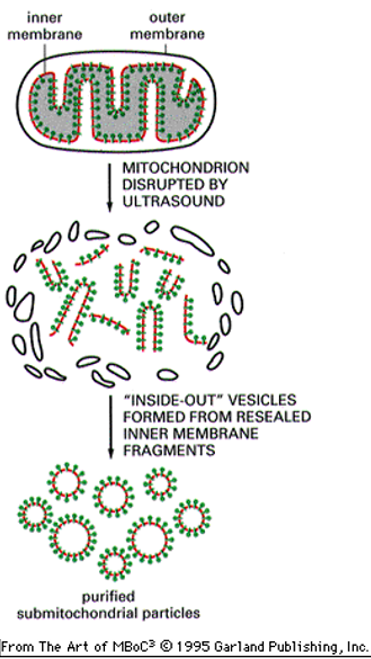 inner
membrane
outer
membrane
MITOCHONDRION
DISRUPTED BY
ULTRASOUND
“INSIDE-OUT” VESICLES
FORMED FROM RESEALED
INNER MEMBRANE
FRAGMENTS
purified
submitochondrial particles
From The Art of MBoC³ © 1995 Garland Publishing, Inc.